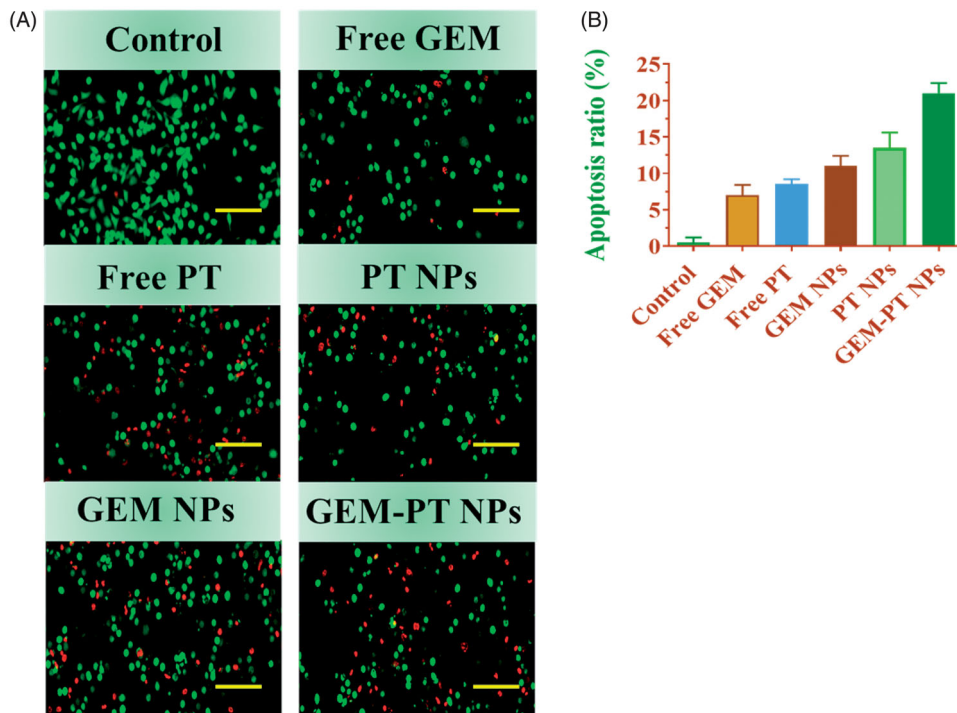 (A)
Control
Free GEM
Free PT
PT NPs
GEM NPs
GEM-PT NPs
(B)
Apoptosis ratio (%)
25
20
15
10
5
0
Control
Free GEM
Free PT
GEM NPs
PT NPs
GEM-PT NPs